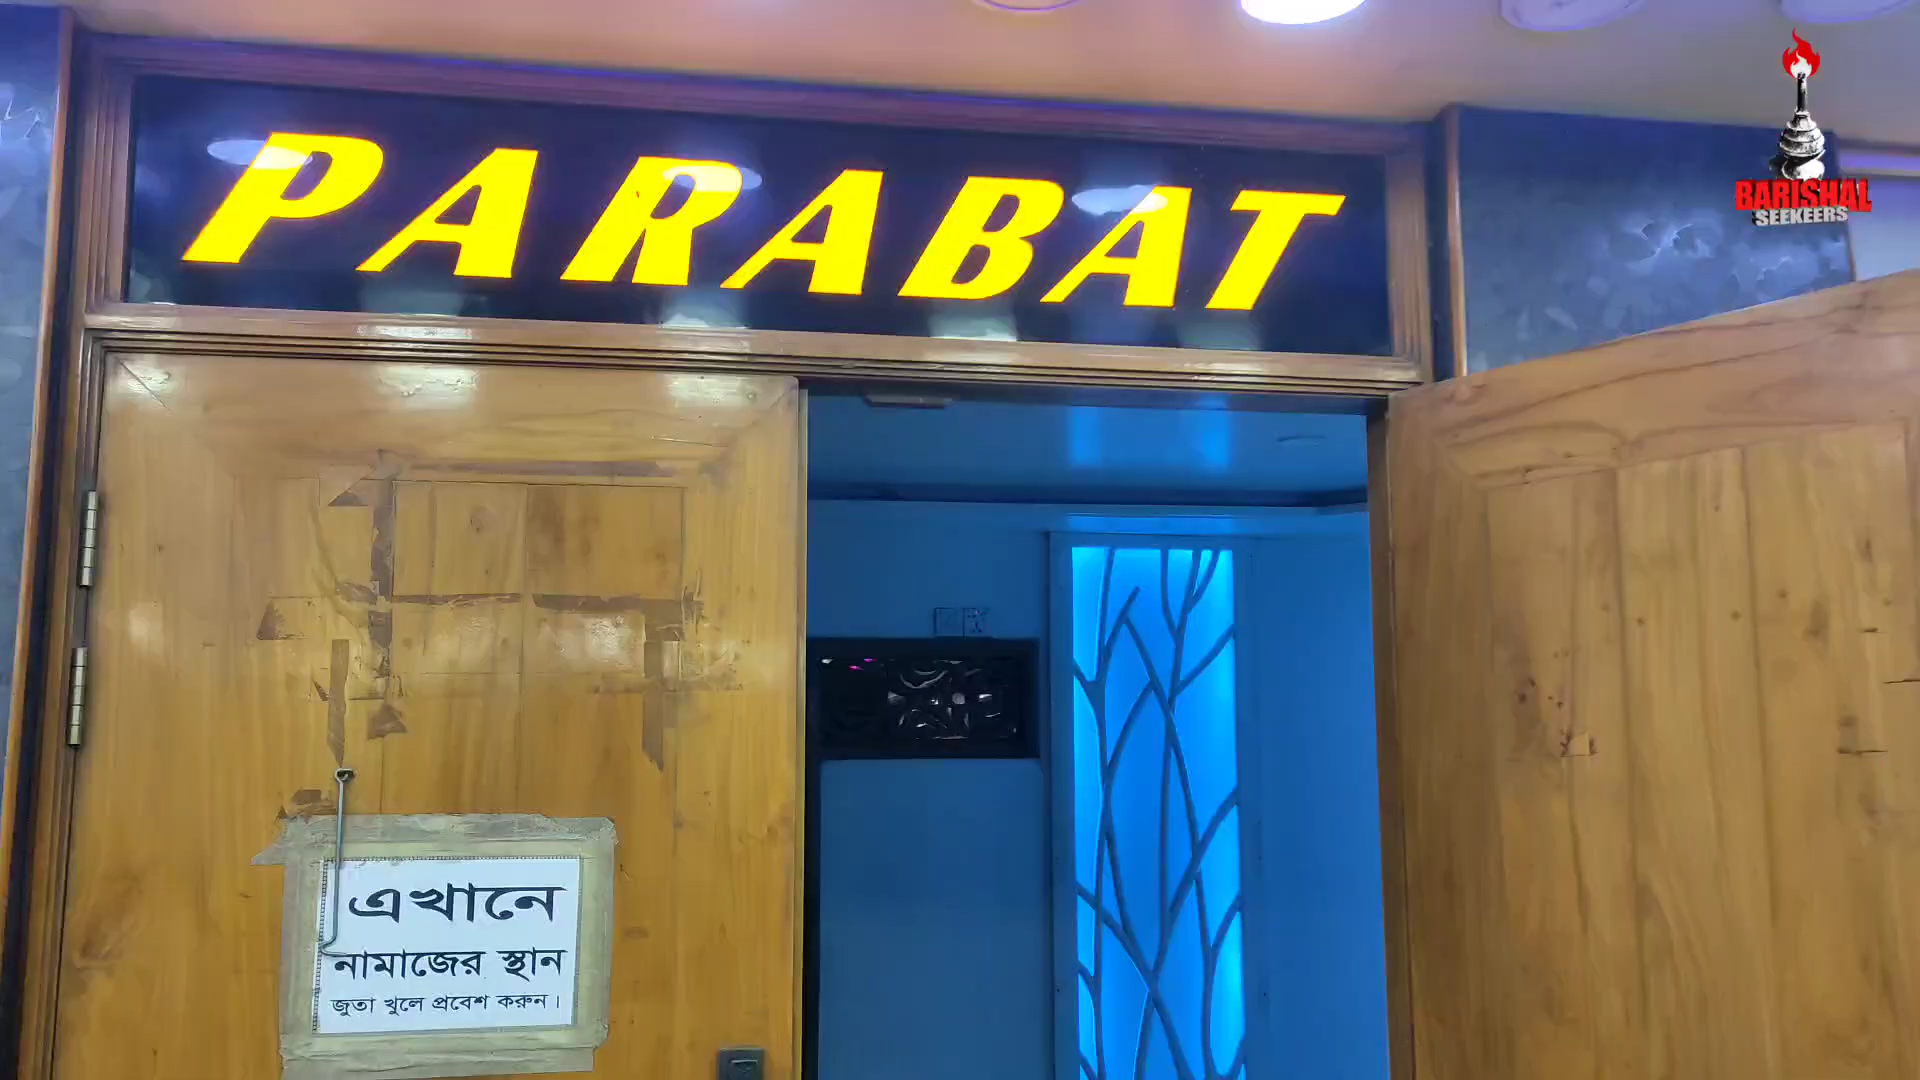 PARABAT
BARISHAL
SEEKEERS
এখানে
নামাজের স্থান
জুতা খুলে প্রবেশ করুন।